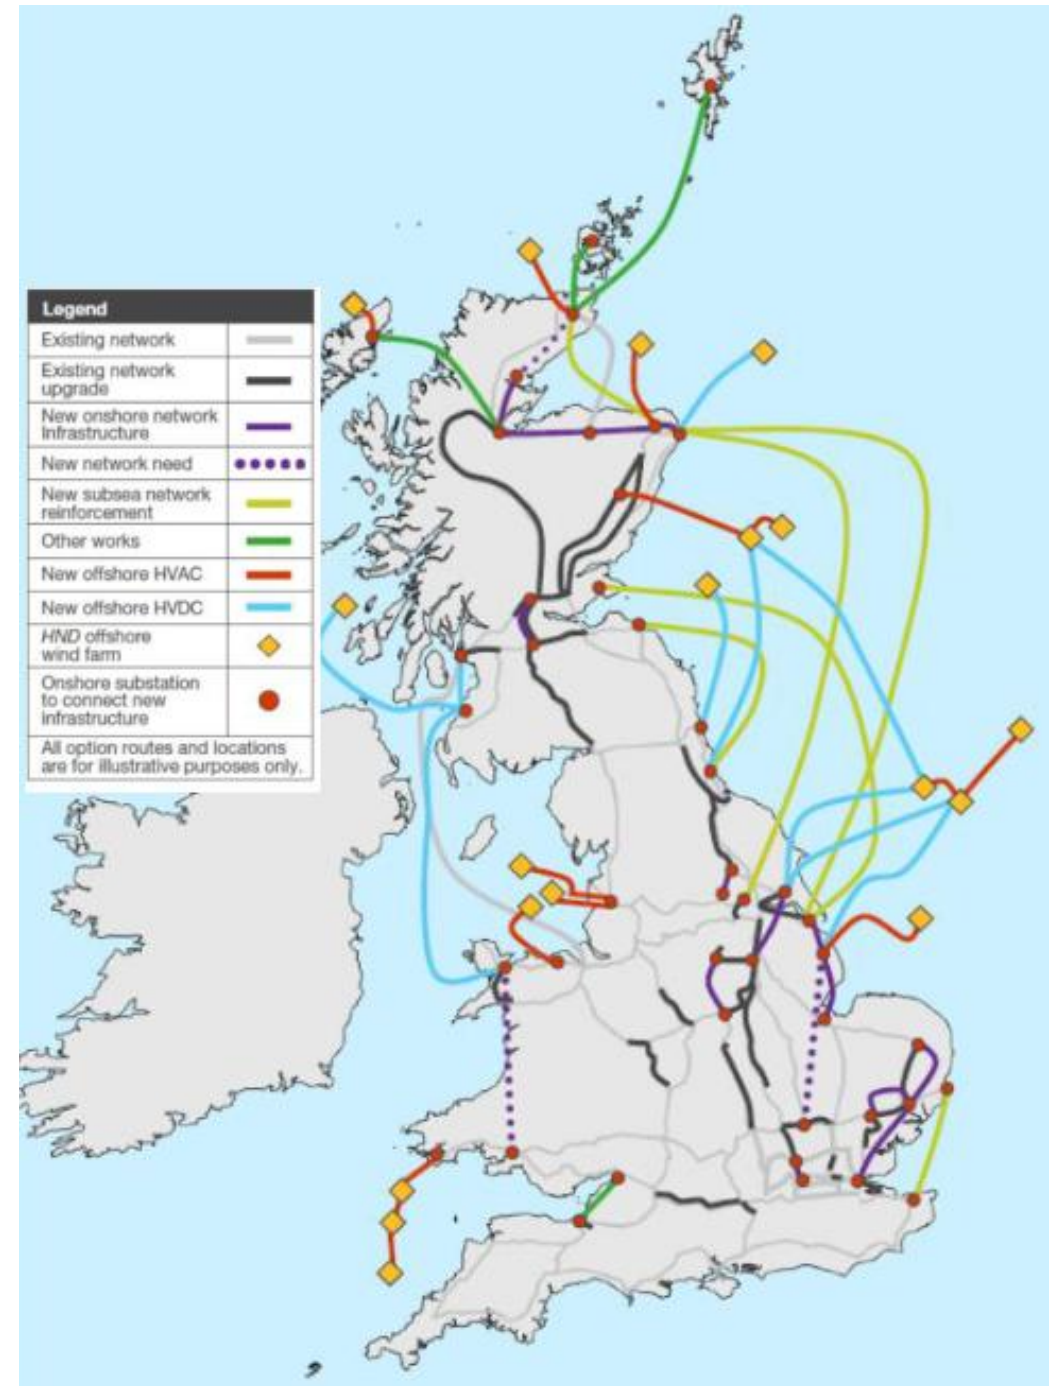 Legend
Existing network
Existing network
upgrade
New onshore network
Infrastructure
New network need
New subsea network
reinforcement
Other works
New offshore HVAC
New offshore HVDC
HND offshore
wind farm
Onshore substation
to connect new
infrastructure
All option routes and locations
are for illustrative purposes only.